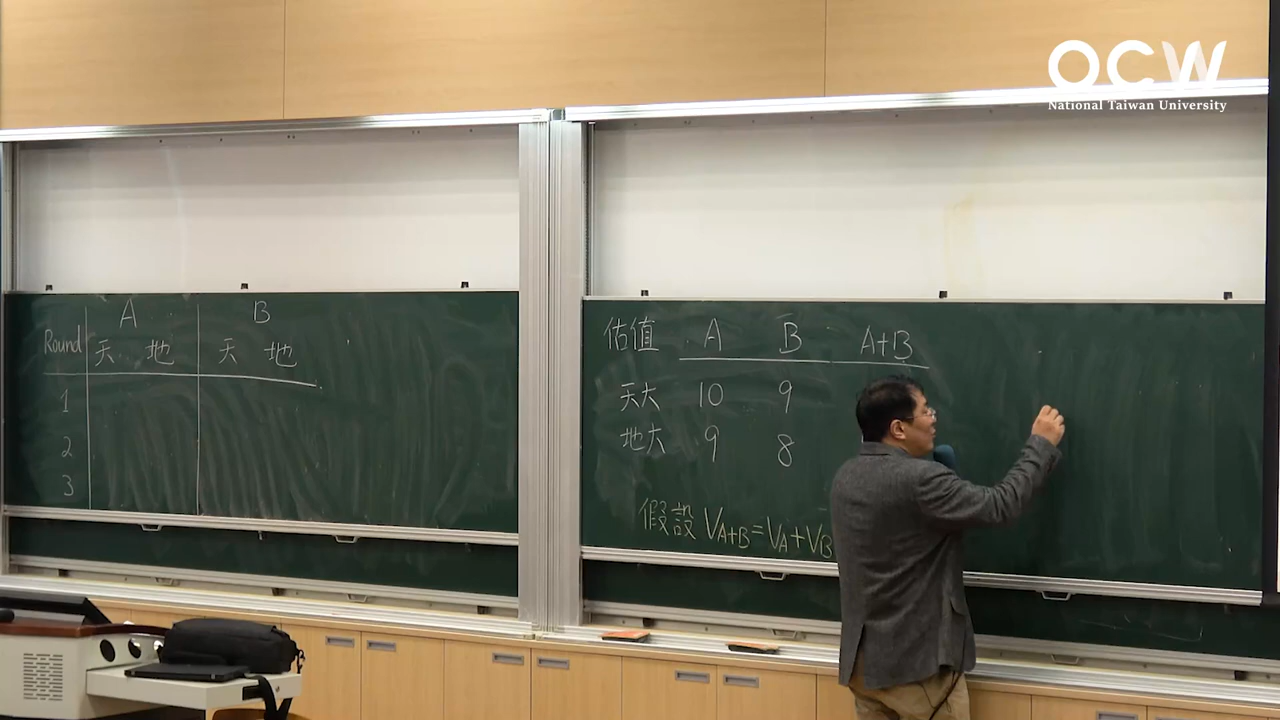 OCW
National Taiwan University
A B
Round 天 地 天 地
1
2
3
估值 A B A+B
天大 10 9
地大 9 8
假設 VA+B=VA+VB